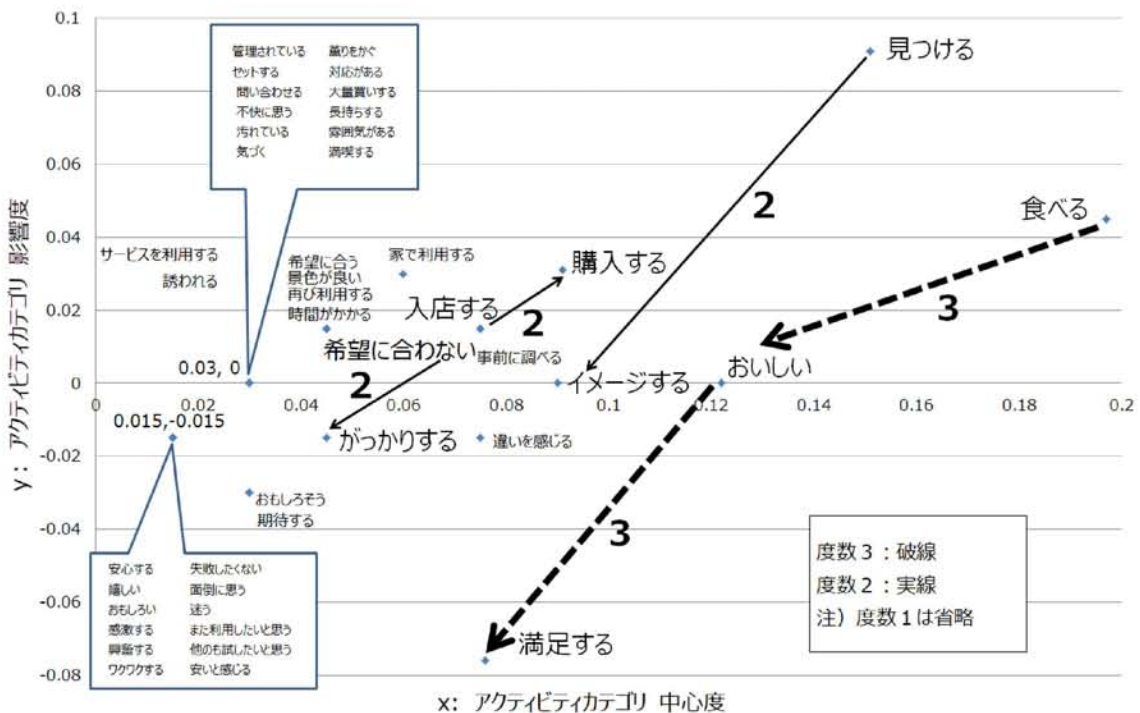 0.1
0.08
0.06
0.04
0.02
0
-0.02
-0.04
-0.06
-0.08
y： アクティビティカテゴリ 影響度
管理されている 薫りをかぐ
セットする 対応がある
問い合わせる 大量買いする
不快に思う 長持ちする
汚れている 雰囲気がある
気づく 満喫する
見つける
2
食べる
3
サービスを利用する
誘われる
希望に合う
景色が良い
再び利用する
時間がかかる
家で利用する
購入する
入店する
2
希望に合わない
事前に調べる
0.03, 0
2
イメージする
おいしい
0 0.02 0.04 0.06 0.08 0.1 0.12 0.14 0.16 0.18 0.2
0.015,-0.015
がっかりする
違いを感じる
おもしろそう
期待する
3
満足する
安心する 失敗したくない
嬉しい 面倒に思う
おもしろい 迷う
感激する また利用したいと思う
興奮する 他のも試したいと思う
ワクワクする 安いと感じる
度数３：破線
度数２：実線
注）度数１は省略
x： アクティビティカテゴリ 中心度